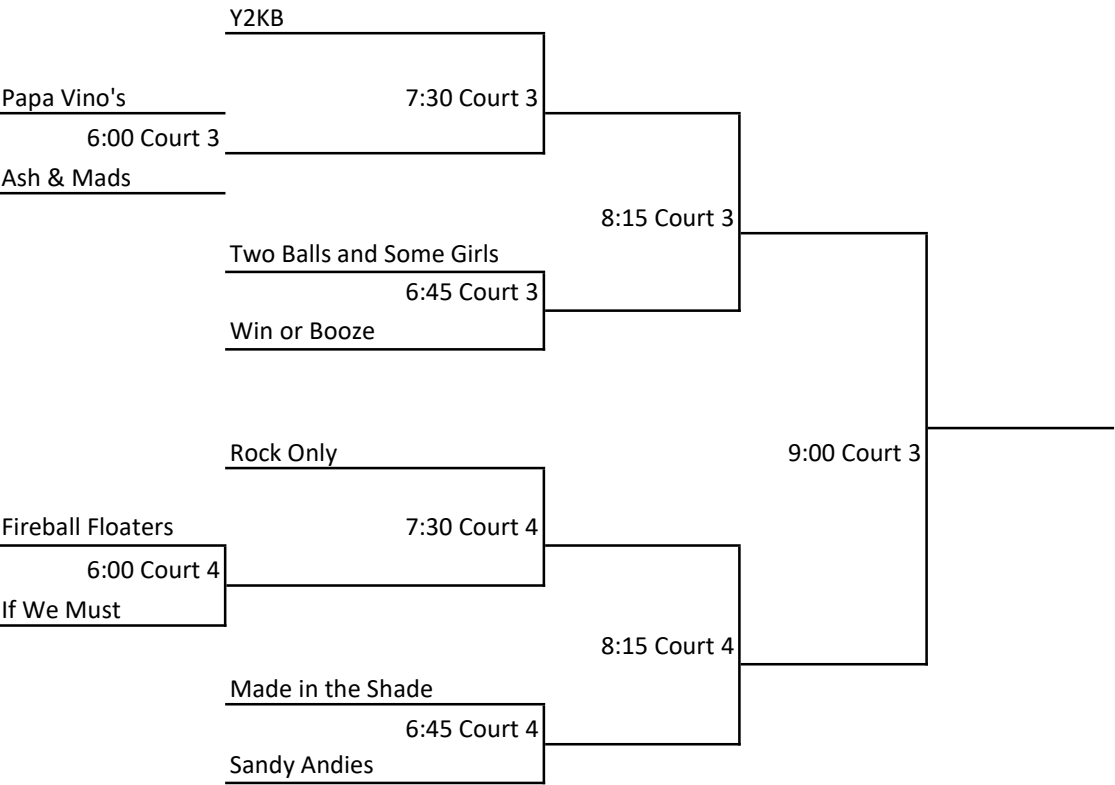 Y2KB
Papa Vino's
7:30 Court 3
6:00 Court 3
Ash & Mads
8:15 Court 3
Two Balls and Some Girls
6:45 Court 3
Win or Booze
Rock Only
9:00 Court 3
Fireball Floaters
7:30 Court 4
6:00 Court 4
If We Must
8:15 Court 4
Made in the Shade
6:45 Court 4
Sandy Andies